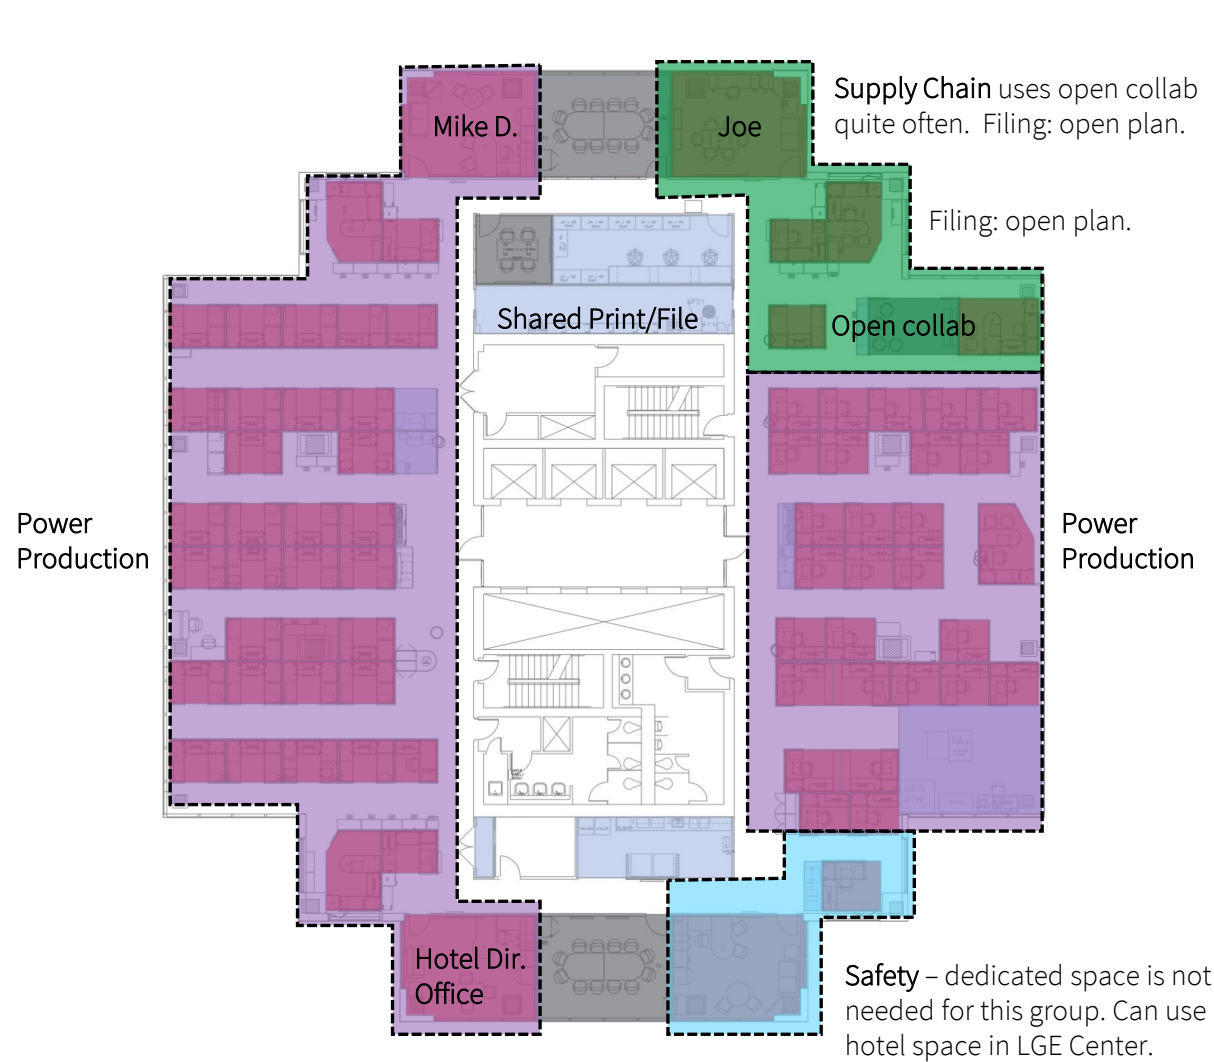 Mike D.
Joe
Supply Chain uses open collab
quite often. Filing: open plan.
Filing: open plan.
Shared Print/File
Open collab
Power
Production
Power
Production
Hotel Dir.
Office
Safety – dedicated space is not
needed for this group. Can use
hotel space in LGE Center.